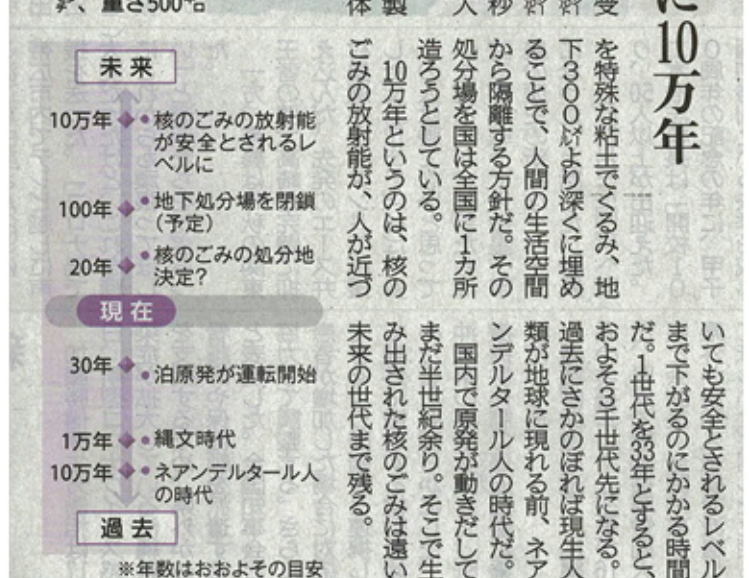 に10万年
受
秒
人
製
体
を特殊な粘土でくるみ、地
下300㍍より深くに埋め
ることで、人間の生活空間
から隔離する方針だ。その
処分場を国は全国に1カ所
造ろうとしている。
10万年というのは、核の
ごみの放射能が、人が近づ
いても安全とされるレベル
まで下がるのにかかる時間
だ。1世代を33年とすると、
およそ3千世代先になる。
過去にさかのぼれば現生人
類が地球に現れる前、ネア
ンデルタール人の時代だ。
国内で原発が動きだして
まだ半世紀余り。そこで生
み出された核のごみは遠い
未来の世代まで残る。
、重さ500㌔
未来
10万年 ・核のごみの放射能
が安全とされるレ
ベルに
100年 ・地下処分場を閉鎖
（予定）
20年 ・核のごみの処分地
決定?
現在
30年 ・泊原発が運転開始
1万年 ・縄文時代
10万年 ・ネアンデルタール人
の時代
過去
※年数はおおよその目安